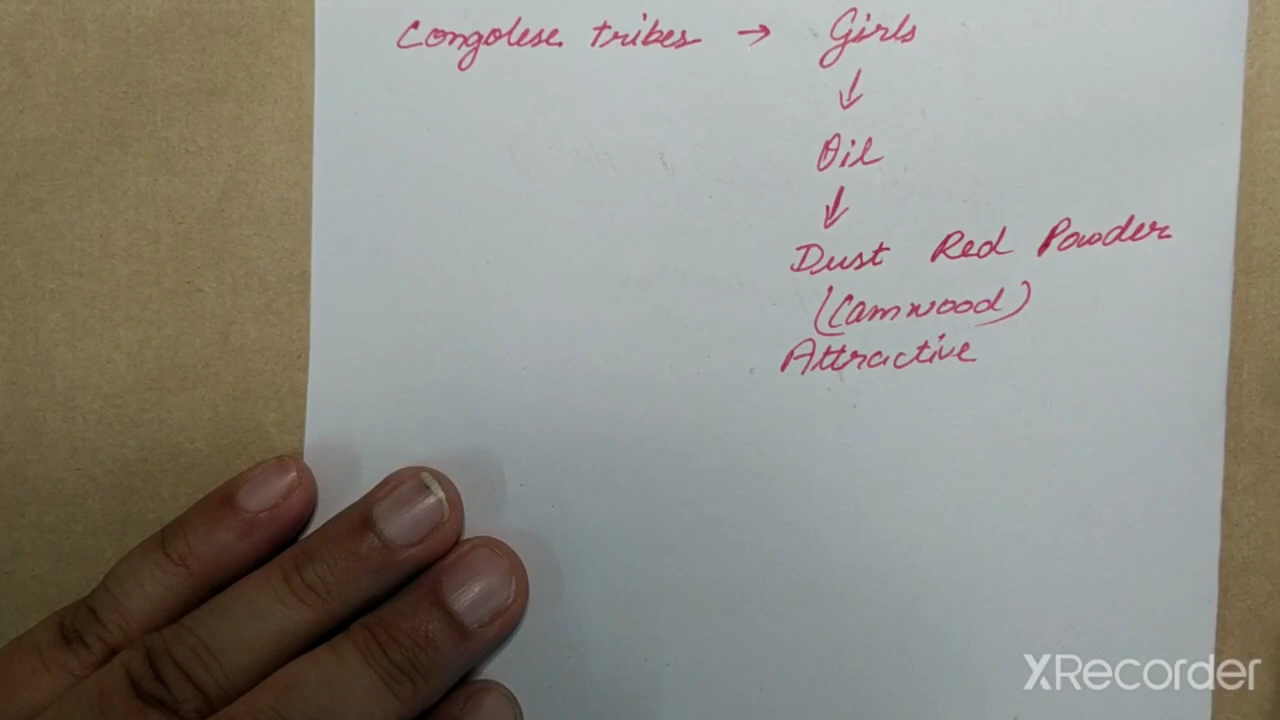 Congolese tribes → Girls
↓
Oil
↓
Dust Red Powder
(Camwood)
Attractive
XRecorder